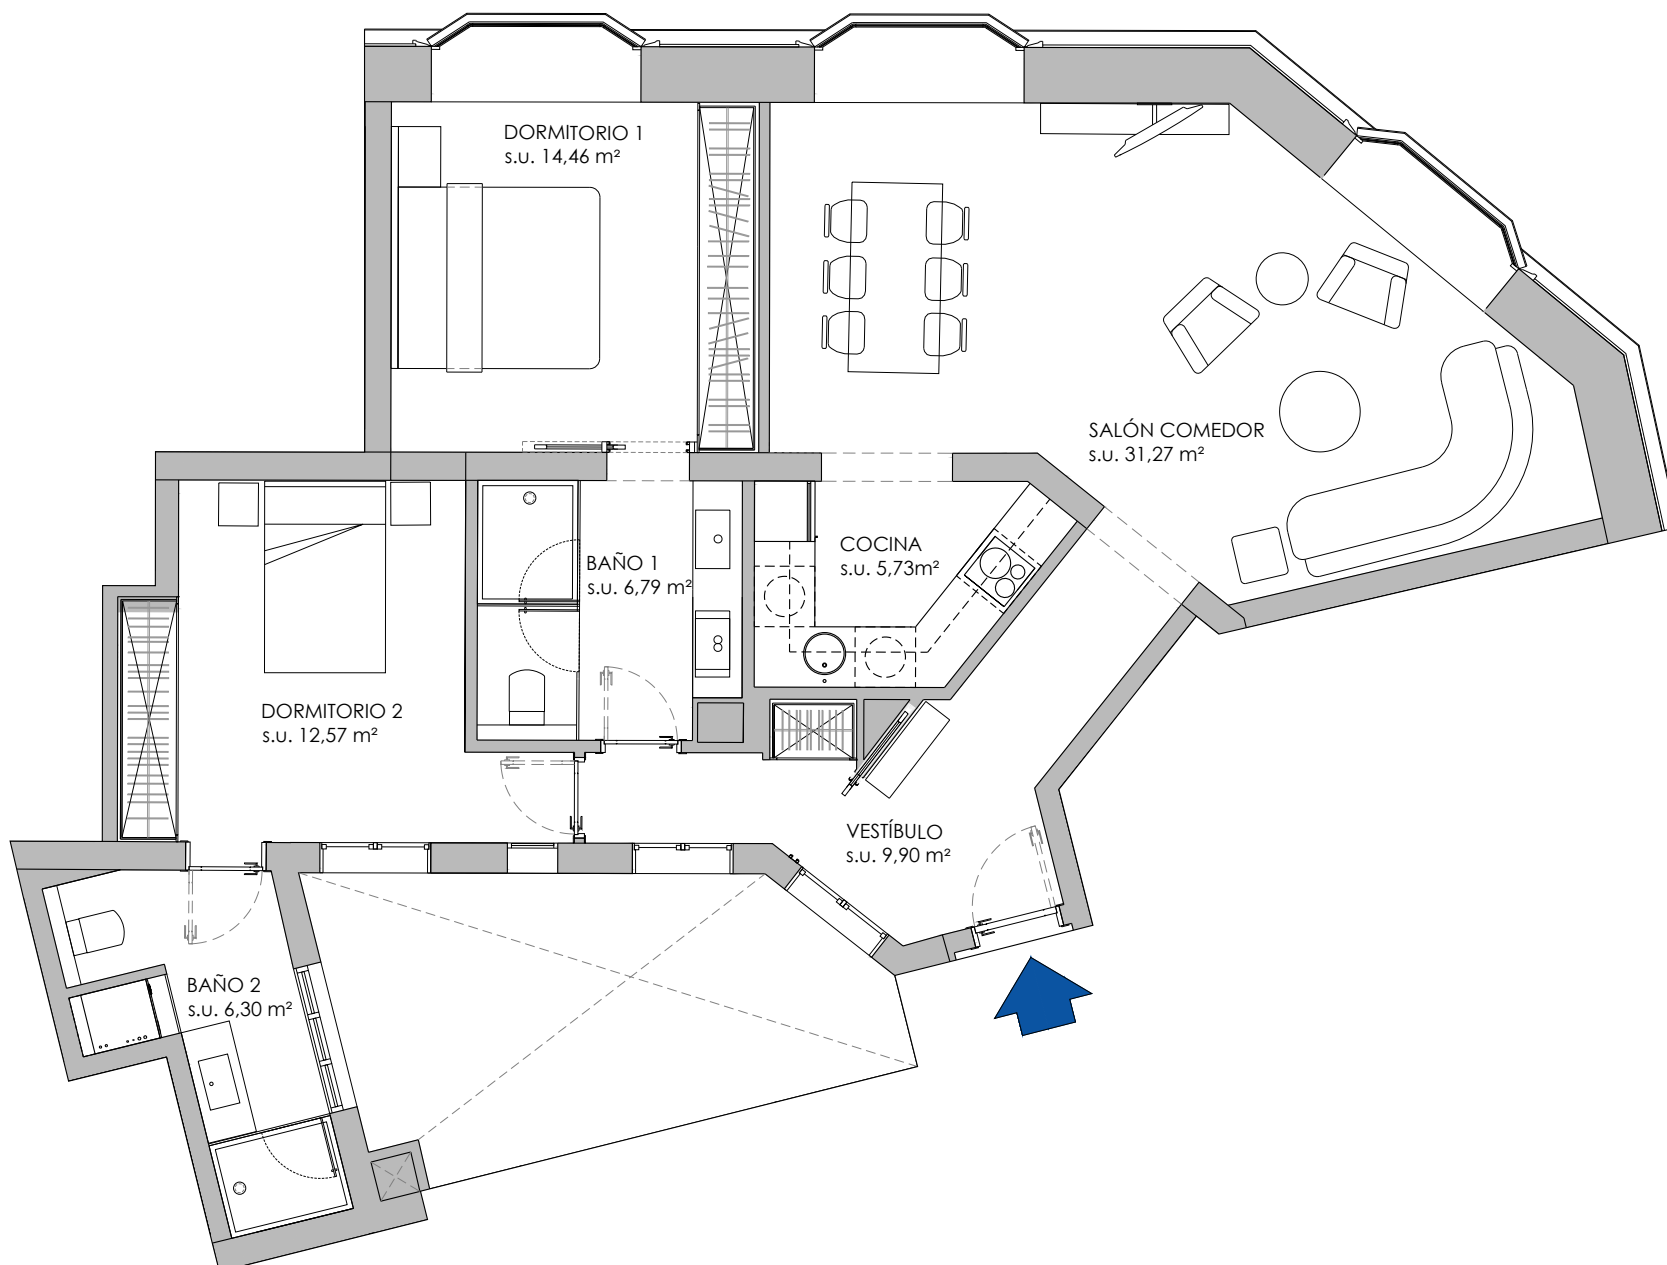 DORMITORIO 1
s.u. 14,46 m²
SALÓN COMEDOR
s.u. 31,27 m²
COCINA
s.u. 5,73m²
BAÑO 1
s.u. 6,79 m²
DORMITORIO 2
s.u. 12,57 m²
VESTÍBULO
s.u. 9,90 m²
BAÑO 2
s.u. 6,30 m²